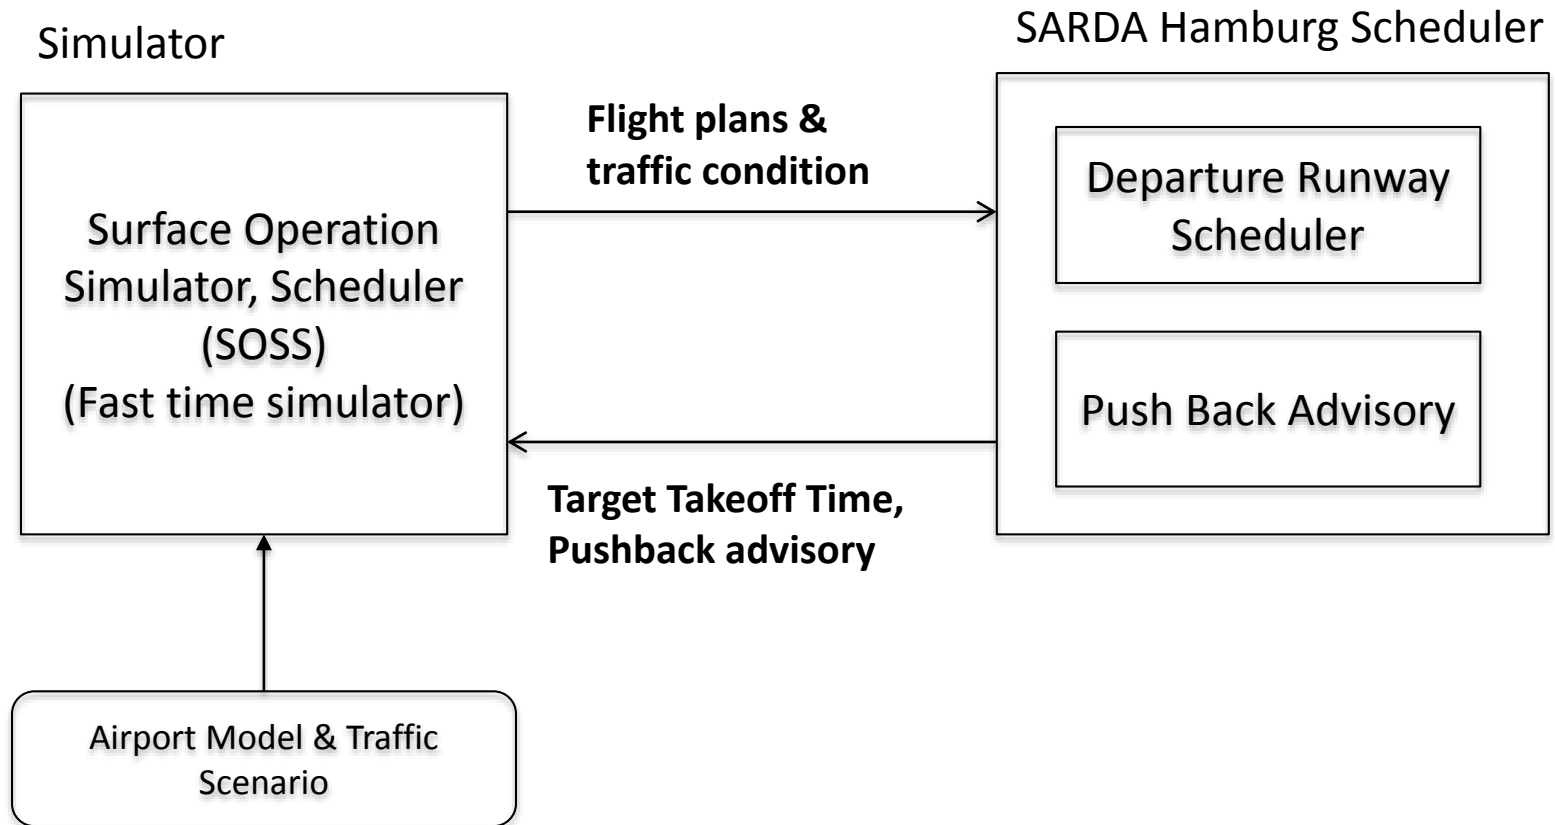 Simulator
SARDA Hamburg Scheduler
Surface Operation
Simulator, Scheduler
(SOSS)
(Fast time simulator)
Flight plans &
traffic condition
Departure Runway
Scheduler
Push Back Advisory
Target Takeoff Time,
Pushback advisory
Airport Model & Traffic
Scenario